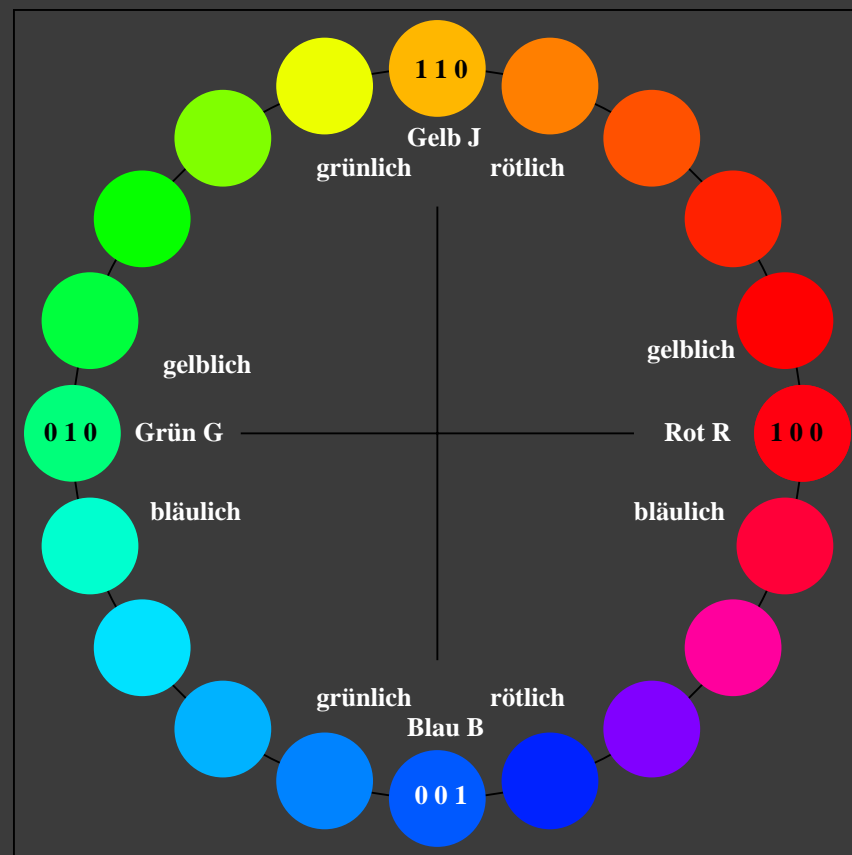 1 1 0
Gelb J
grünlich rötlich
gelblich
gelblich
0 1 0 Grün G Rot R 1 0 0
bläulich bläulich
grünlich rötlich
Blau B
0 0 1